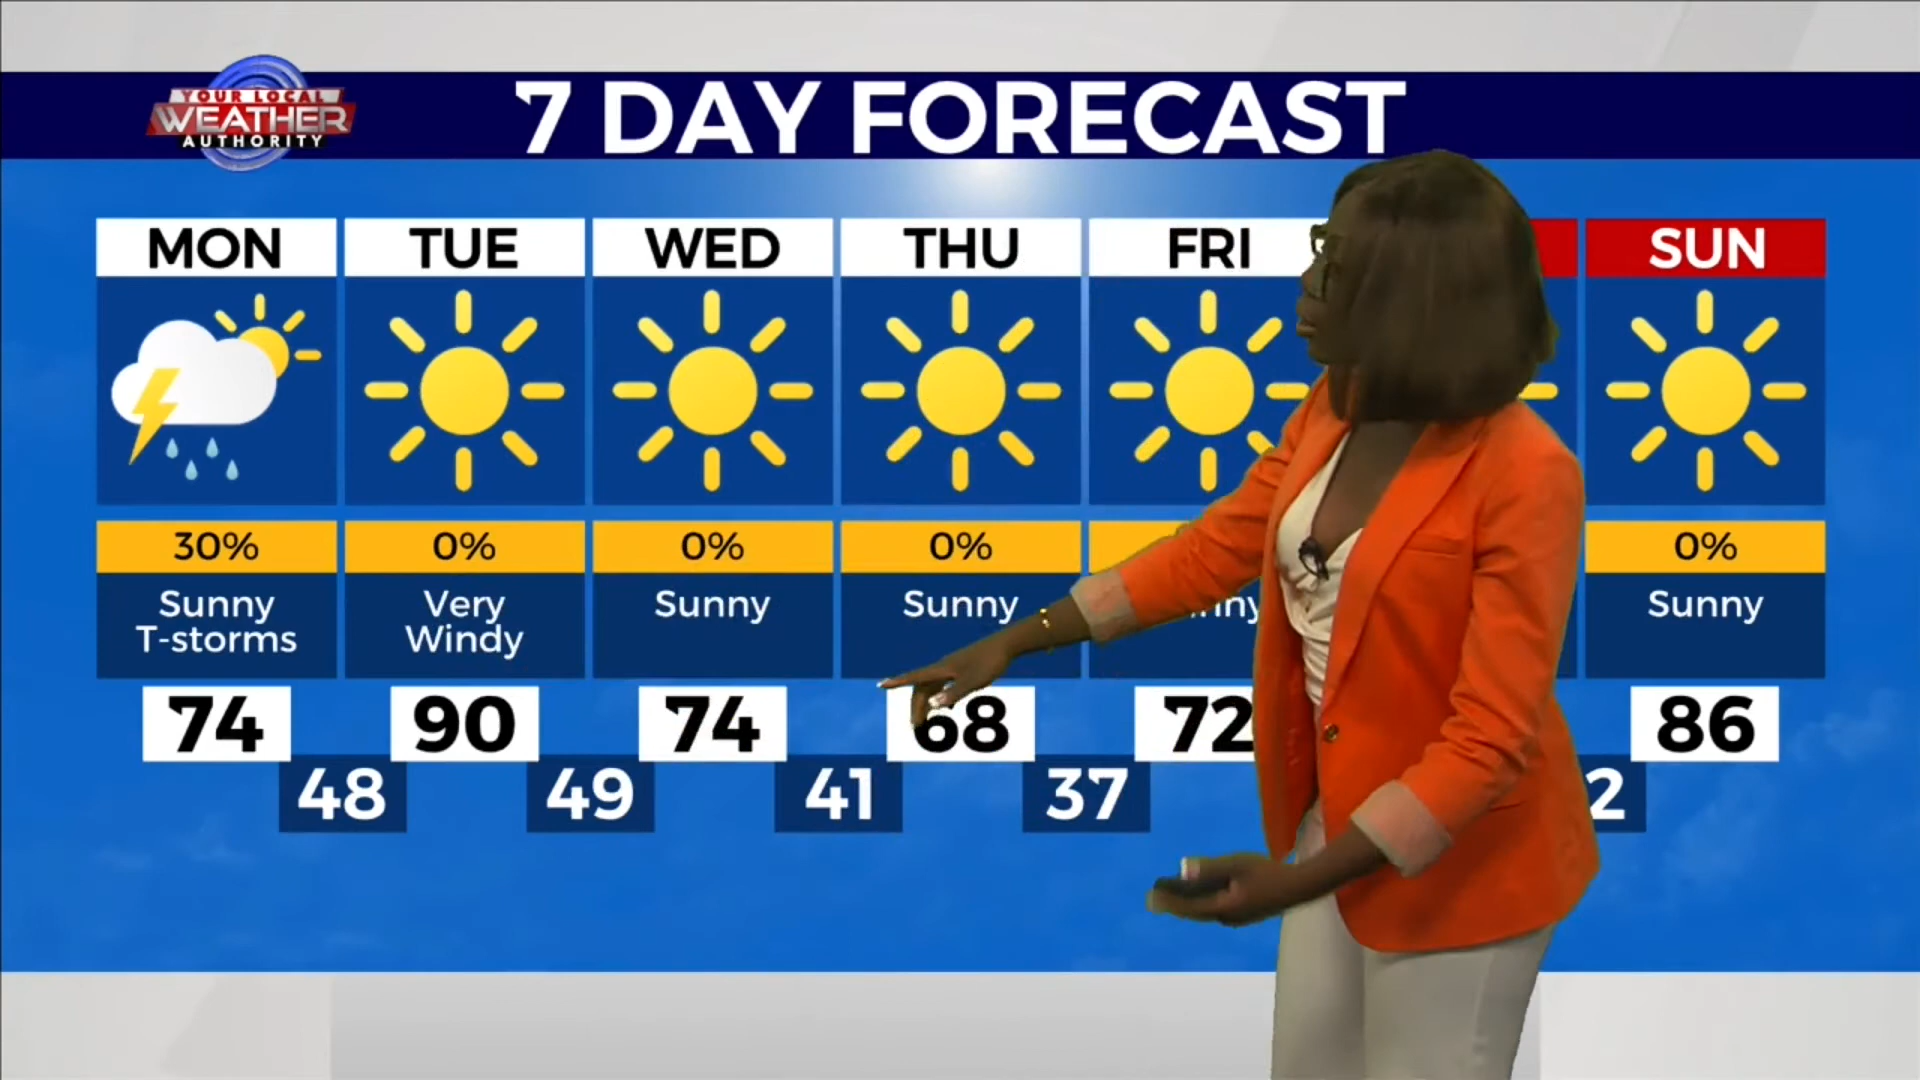 YOUR LOCAL
WEATHER
AUTHORITY
7 DAY FORECAST
MON
TUE
WED
THU
FRI
SUN
30%
0%
0%
0%
0%
Sunny
T-storms
Very
Windy
Sunny
Sunny
Sunny
74
90
74
68
72
86
48
49
41
37